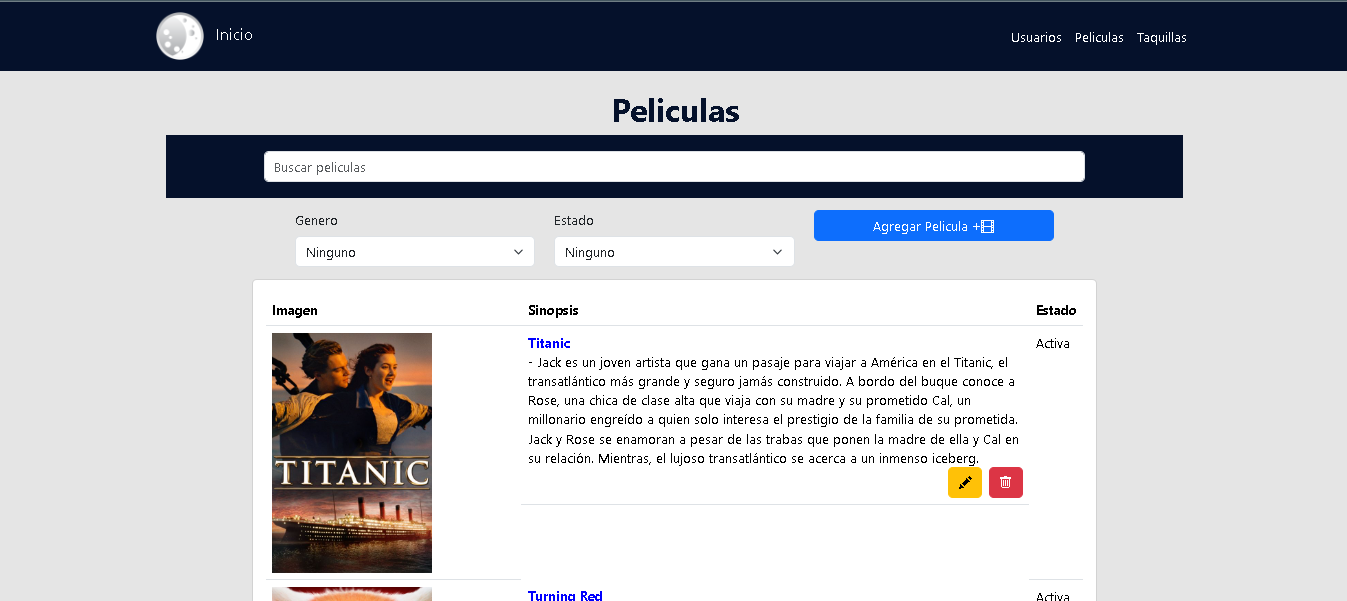 Inicio
Usuarios Peliculas Taquillas
Peliculas
Buscar peliculas
Genero Estado Agregar Pelicula +
Ninguno Ninguno
Imagen Sinopsis Estado
Titanic Activa
- Jack es un joven artista que gana un pasaje para viajar a América en el Titanic, el
transatlántico más grande y seguro jamás construido. A bordo del buque conoce a
Rose, una chica de clase alta que viaja con su madre y su prometido Cal, un
millonario engreído a quien solo interesa el prestigio de la familia de su prometida.
Jack y Rose se enamoran a pesar de las trabas que ponen la madre de ella y Cal en
su relación. Mientras, el lujoso transatlántico se acerca a un inmenso iceberg.
TITANIC
Turning Red Activa